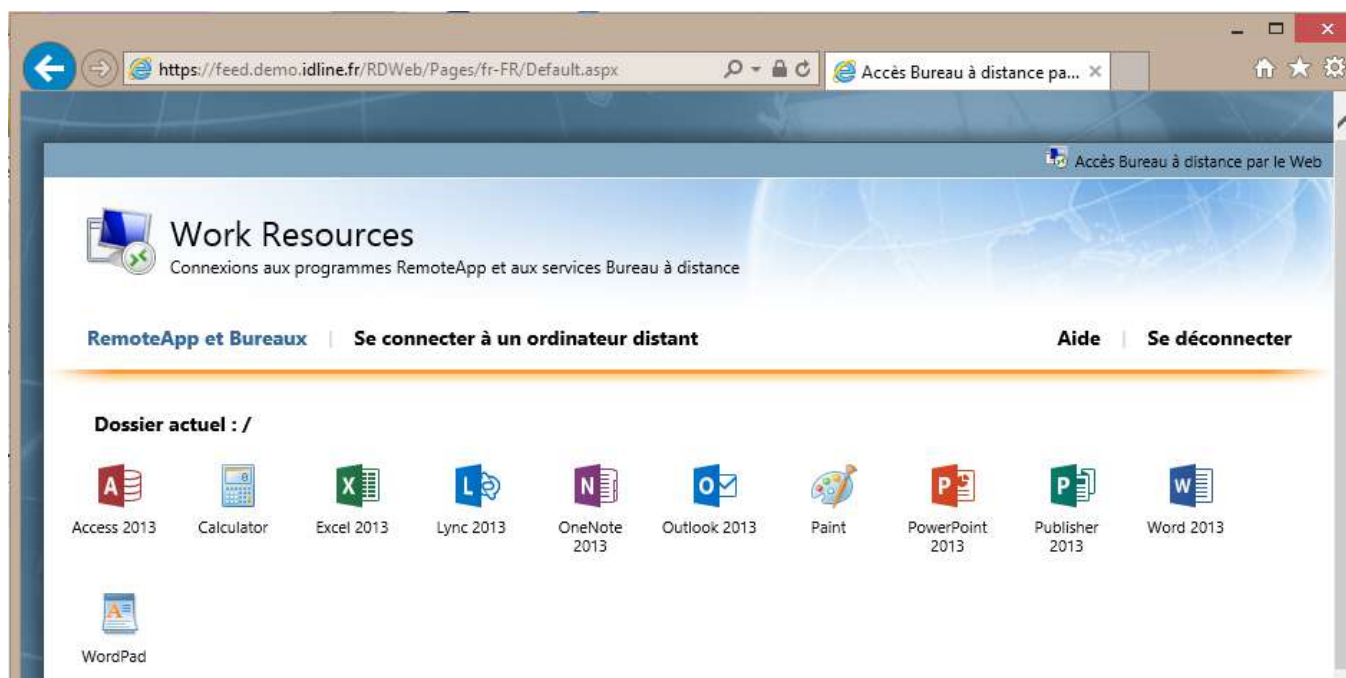 https://feed.demo.idline.fr/RDWeb/Pages/fr-FR/Default.aspx
Accès Bureau à distance pa...
Accès Bureau à distance par le Web
Work Resources
Connexions aux programmes RemoteApp et aux services Bureau à distance
RemoteApp et Bureaux | Se connecter à un ordinateur distant
Aide | Se déconnecter
Dossier actuel : /
Access 2013
Calculator
Excel 2013
Lync 2013
OneNote
2013
Outlook 2013
Paint
PowerPoint
2013
Publisher
2013
Word 2013
WordPad